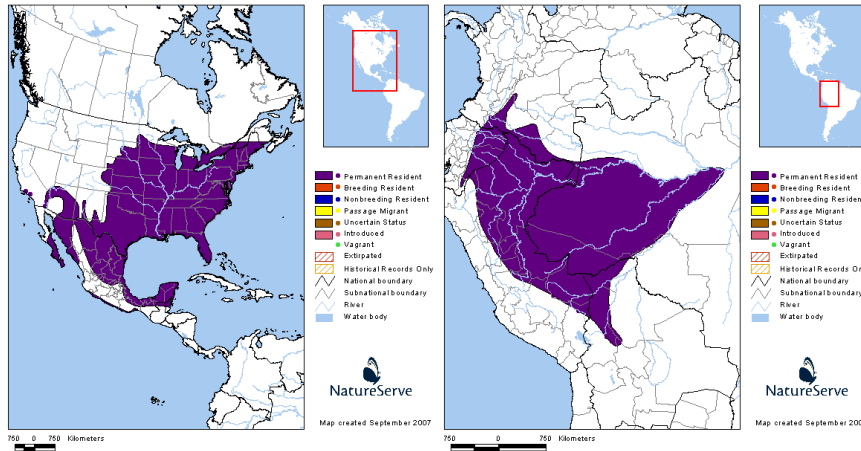 Permanent Resident
Breeding Resident
Nonbreeding Resident
Passage Migrant
Uncertain Status
Introduced
Vagrant
Extirpated
Historical Records Only
National boundary
Subnational boundary
River
Water body
NatureServe
Map created September 2007
750 0 750 Kilometers
Permanent Resident
Breeding Resident
Nonbreeding Resident
Passage Migrant
Uncertain Status
Introduced
Vagrant
Extirpated
Historical Records Only
National boundary
Subnational boundary
River
Water body
NatureServe
Map created September 200
750 0 750 Kilometers